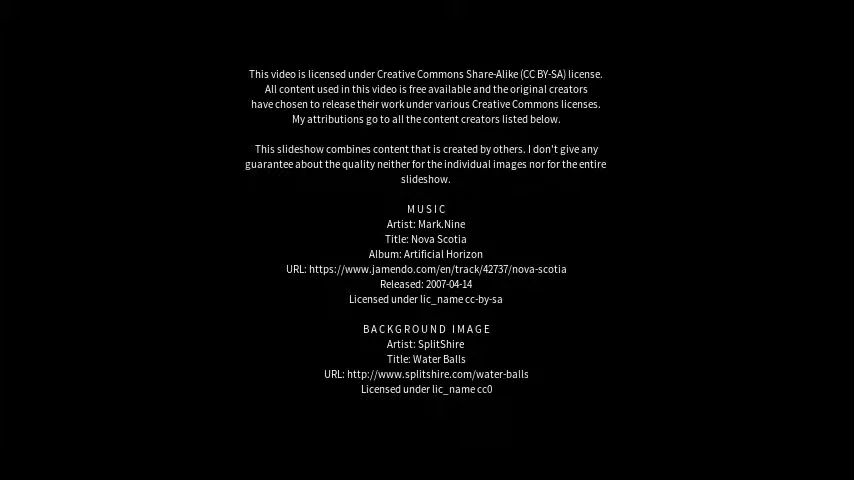 This video is licensed under Creative Commons Share-Alike (CC BY-SA) license.
All content used in this video is free available and the original creators
have chosen to release their work under various Creative Commons licenses.
My attributions go to all the content creators listed below.
This slideshow combines content that is created by others. I don't give any
guarantee about the quality neither for the individual images nor for the entire
slideshow.
MUSIC
Artist: Mark.Nine
Title: Nova Scotia
Album: Artificial Horizon
URL: https://www.jamendo.com/en/track/42737/nova-scotia
Released: 2007-04-14
Licensed under lic_name cc-by-sa
BACKGROUND IMAGE
Artist: SplitShire
Title: Water Balls
URL: http://www.splitshire.com/water-balls
Licensed under lic_name cc0